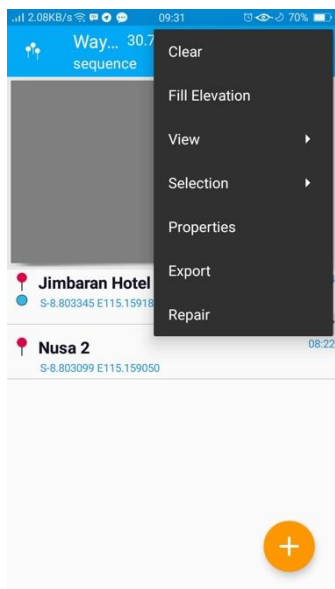 2.08KB/s 09:31 70%
Way... 30.7
sequence
Clear
Fill Elevation
View
Selection
Properties
Export
Repair
Jimbaran Hotel
S-8.803345 E115.15918
Nusa 2
08:22
S-8.803099 E115.159050